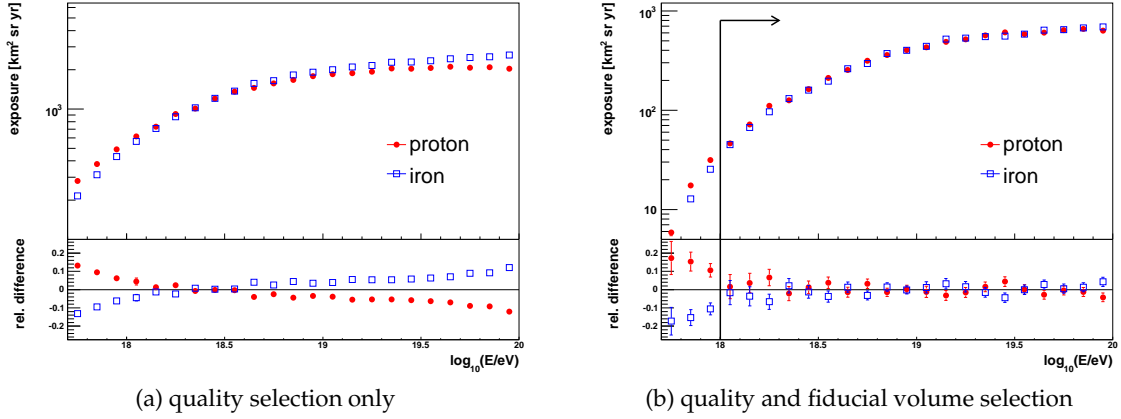 exposure [km² sr yr]
10³
proton
iron
rel. difference
0.2
0.1
0
-0.1
-0.2
18
18.5
19
19.5
20
log₁₀(E/eV)
(a) quality selection only
exposure [km² sr yr]
10³
10²
10
proton
iron
rel. difference
0.2
0.1
0
-0.1
-0.2
18
18.5
19
19.5
20
log₁₀(E/eV)
(b) quality and fiducial volume selection